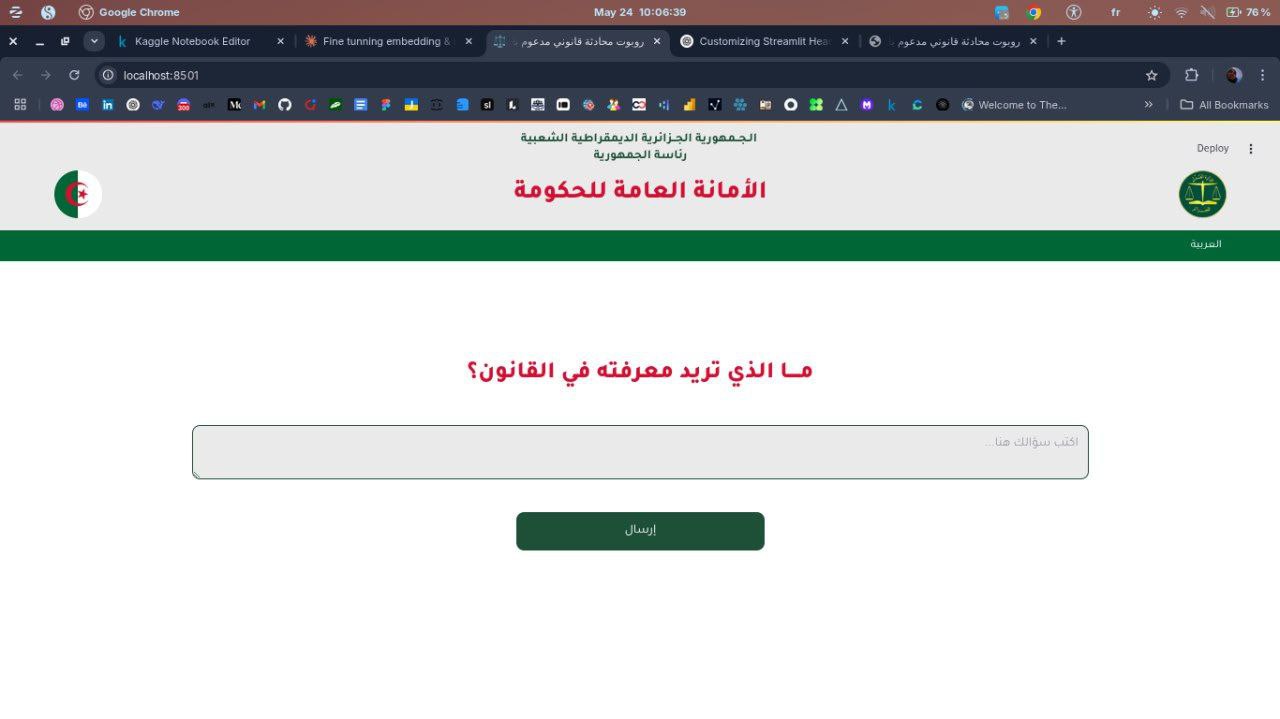 Google Chrome
May 24 10:06:39
fr
76 %
Kaggle Notebook Editor
Fine tunning embedding &
روبوت محادثة قانوني مدعوم
Customizing Streamlit Hea
روبوت محادثة قانوني مدعوم
localhost:8501
Welcome to The...
All Bookmarks
الجـمهورية الجـزائرية الديمقراطية الشعبية
رئاسة الجمهورية
Deploy
الأمانة العامة للحكومة
العربية
مــا الذي تريد معرفته في القانون؟
اكتب سؤالك هنا...
إرسال